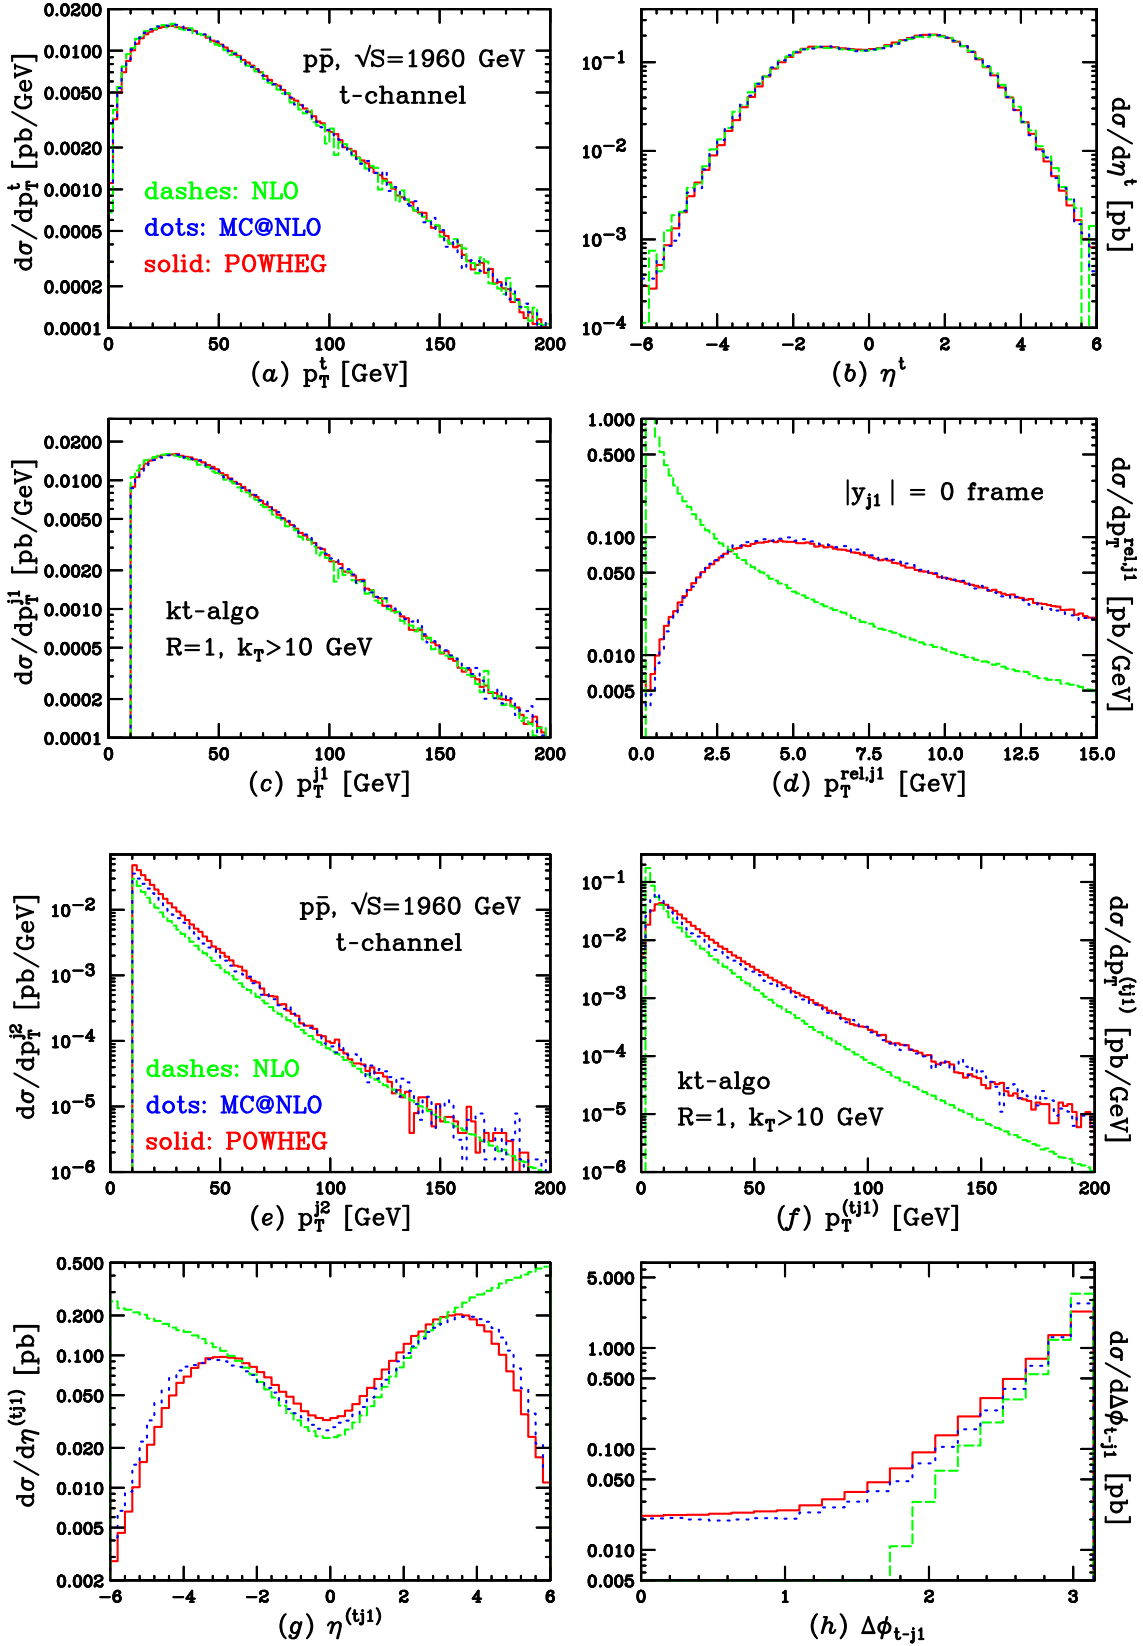 0.0200
0.0100
0.0050
0.0020
0.0010
0.0005
0.0002
0.0001
dσ/dp_T^t [pb/GeV]
pp̄, √S=1960 GeV
t-channel
dashes: NLO
dots: MC@NLO
solid: POWHEG
0 50 100 150 200
(a) p_T^t [GeV]
10^−1
10^−2
10^−3
10^−4
dσ/dη^t [pb]
−6 −4 −2 0 2 4 6
(b) η^t
0.0200
0.0100
0.0050
0.0020
0.0010
0.0005
0.0002
0.0001
dσ/dp_T^j1 [pb/GeV]
kt-algo
R=1, k_T>10 GeV
0 50 100 150 200
(c) p_T^j1 [GeV]
1.000
0.500
0.100
0.050
0.010
0.005
dσ/dp_T^rel,j1 [pb/GeV]
|y_j1| = 0 frame
0.0 2.5 5.0 7.5 10.0 12.5 15.0
(d) p_T^rel,j1 [GeV]
10^−2
10^−3
10^−4
10^−5
10^−6
dσ/dp_T^j2 [pb/GeV]
pp̄, √S=1960 GeV
t-channel
dashes: NLO
dots: MC@NLO
solid: POWHEG
0 50 100 150 200
(e) p_T^j2 [GeV]
10^−1
10^−2
10^−3
10^−4
10^−5
10^−6
dσ/dp_T^(tj1) [pb/GeV]
kt-algo
R=1, k_T>10 GeV
0 50 100 150 200
(f) p_T^(tj1) [GeV]
0.500
0.200
0.100
0.050
0.020
0.010
0.005
0.002
dσ/dη^(tj1) [pb]
−6 −4 −2 0 2 4 6
(g) η^(tj1)
5.000
1.000
0.500
0.100
0.050
0.010
0.005
dσ/dΔϕ_t-j1 [pb]
0 1 2 3
(h) Δϕ_t-j1